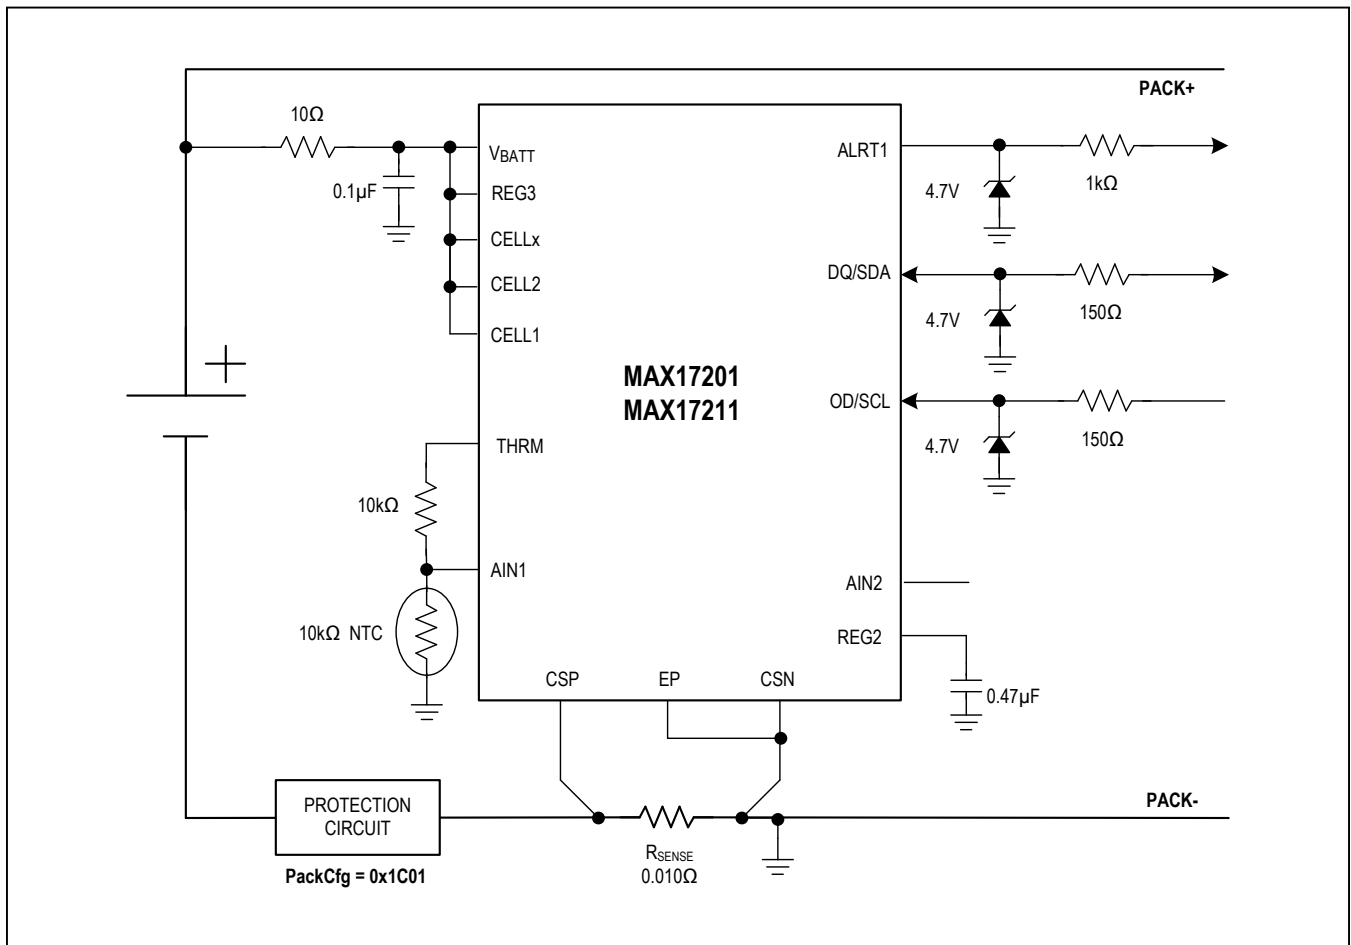 PACK+
10Ω
0.1µF
VBATT
REG3
CELLx
CELL2
CELL1
THRM
10kΩ
AIN1
10kΩ NTC
MAX17201
MAX17211
ALRT1
4.7V
1kΩ
DQ/SDA
4.7V
150Ω
OD/SCL
4.7V
150Ω
AIN2
REG2
0.47µF
CSP
EP
CSN
PROTECTION
CIRCUIT
PackCfg = 0x1C01
RSENSE
0.010Ω
PACK-